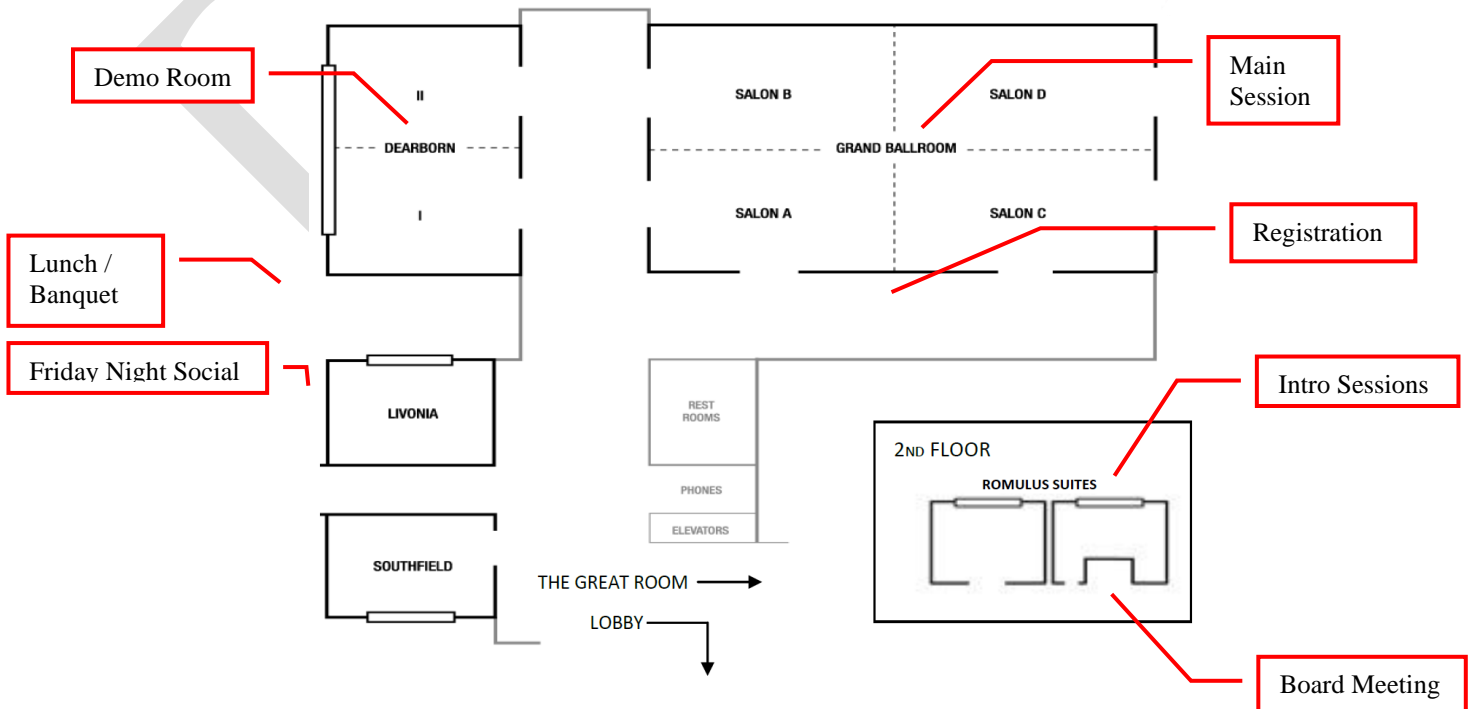 Demo Room
II
DEARBORN
I
SALON B
SALON D
GRAND BALLROOM
SALON A
SALON C
Main
Session
Registration
Lunch /
Banquet
Friday Night Social
LIVONIA
REST
ROOMS
PHONES
ELEVATORS
SOUTHFIELD
THE GREAT ROOM
LOBBY
Intro Sessions
2ND FLOOR
ROMULUS SUITES
Board Meeting